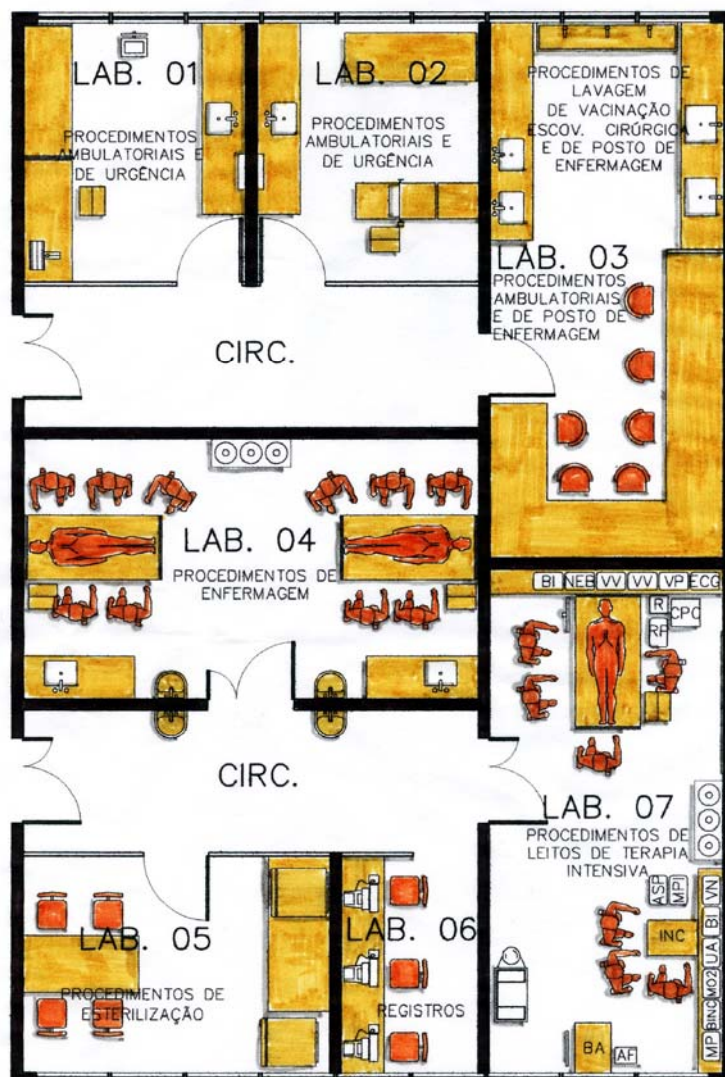 LAB. 01
PROCEDIMENTOS
AMBULATORIAIS E
DE URGÊNCIA
LAB. 02
PROCEDIMENTOS
AMBULATORIAIS E
DE URGÊNCIA
PROCEDIMENTOS DE
LAVAGEM
DE VACINAÇÃO
ESCOV. CIRÚRGICA
E DE POSTO DE
ENFERMAGEM
LAB. 03
PROCEDIMENTOS
AMBULATORIAIS
E DE POSTO DE
ENFERMAGEM
CIRC.
LAB. 04
PROCEDIMENTOS DE
ENFERMAGEM
BI NEB VV VV VP ECG
R
CPC
RP
CIRC.
LAB. 07
PROCEDIMENTOS DE
LEITOS DE TERAPIA
INTENSIVA
ASP
MPI
INC
VN
BI
UA
MO2
BINC
MP
BA
AF
LAB. 05
PROCEDIMENTOS DE
ESTERILIZAÇÃO
LAB. 06
REGISTROS